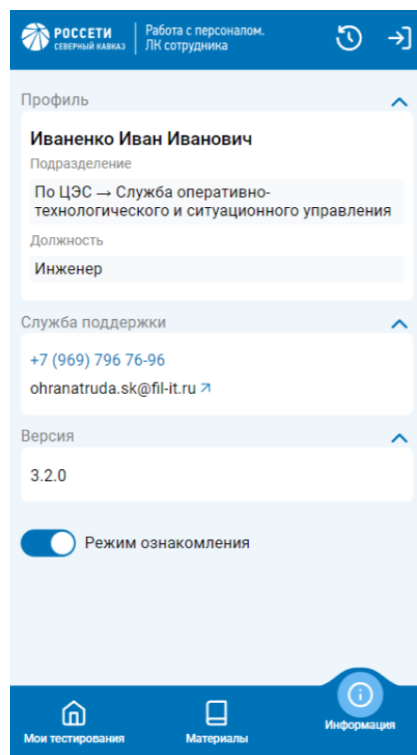 РОССЕТИ
СЕВЕРНЫЙ КАВКАЗ
Работа с персоналом.
ЛК сотрудника
Профиль
Иваненко Иван Иванович
Подразделение
По ЦЭС → Служба оперативно-
технологического и ситуационного управления
Должность
Инженер
Служба поддержки
+7 (969) 796 76-96
ohranatruda.sk@fil-it.ru
Версия
3.2.0
Режим ознакомления
Мои тестирования
Материалы
Информация